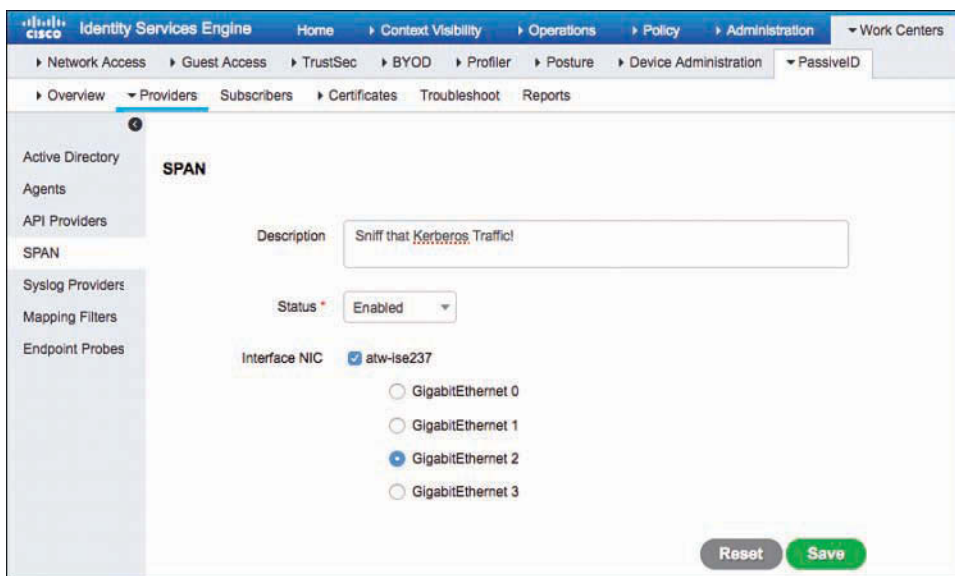 cisco Identity Services Engine Home Context Visibility Operations Policy Administration Work Centers
Network Access Guest Access TrustSec BYOD Profiler Posture Device Administration PassiveID
Overview Providers Subscribers Certificates Troubleshoot Reports
Active Directory
Agents
API Providers
SPAN
Syslog Providers
Mapping Filters
Endpoint Probes
SPAN
Description Sniff that Kerberos Traffic!
Status * Enabled
Interface NIC atw-ise237
GigabitEthernet 0
GigabitEthernet 1
GigabitEthernet 2
GigabitEthernet 3
Reset Save